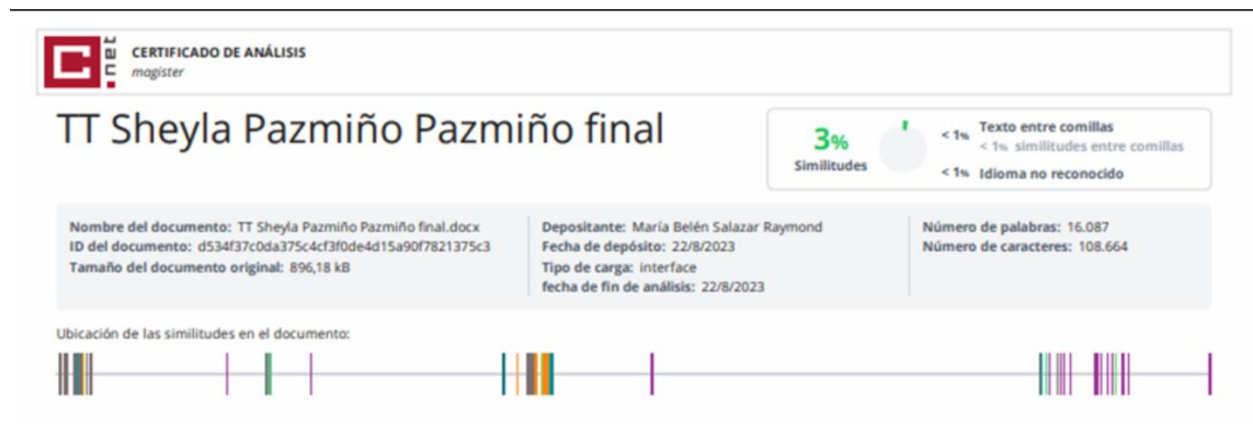 C
.net
CERTIFICADO DE ANÁLISIS
magister
TT Sheyla Pazmiño Pazmiño final
3%
Similitudes
< 1% Texto entre comillas
< 1% similitudes entre comillas
< 1% Idioma no reconocido
Nombre del documento: TT Sheyla Pazmiño Pazmiño final.docx
ID del documento: d534f37c0da375c4cf3f0de4d15a90f7821375c3
Tamaño del documento original: 896,18 kB
Depositante: María Belén Salazar Raymond
Fecha de depósito: 22/8/2023
Tipo de carga: interface
fecha de fin de análisis: 22/8/2023
Número de palabras: 16.087
Número de caracteres: 108.664
Ubicación de las similitudes en el documento: